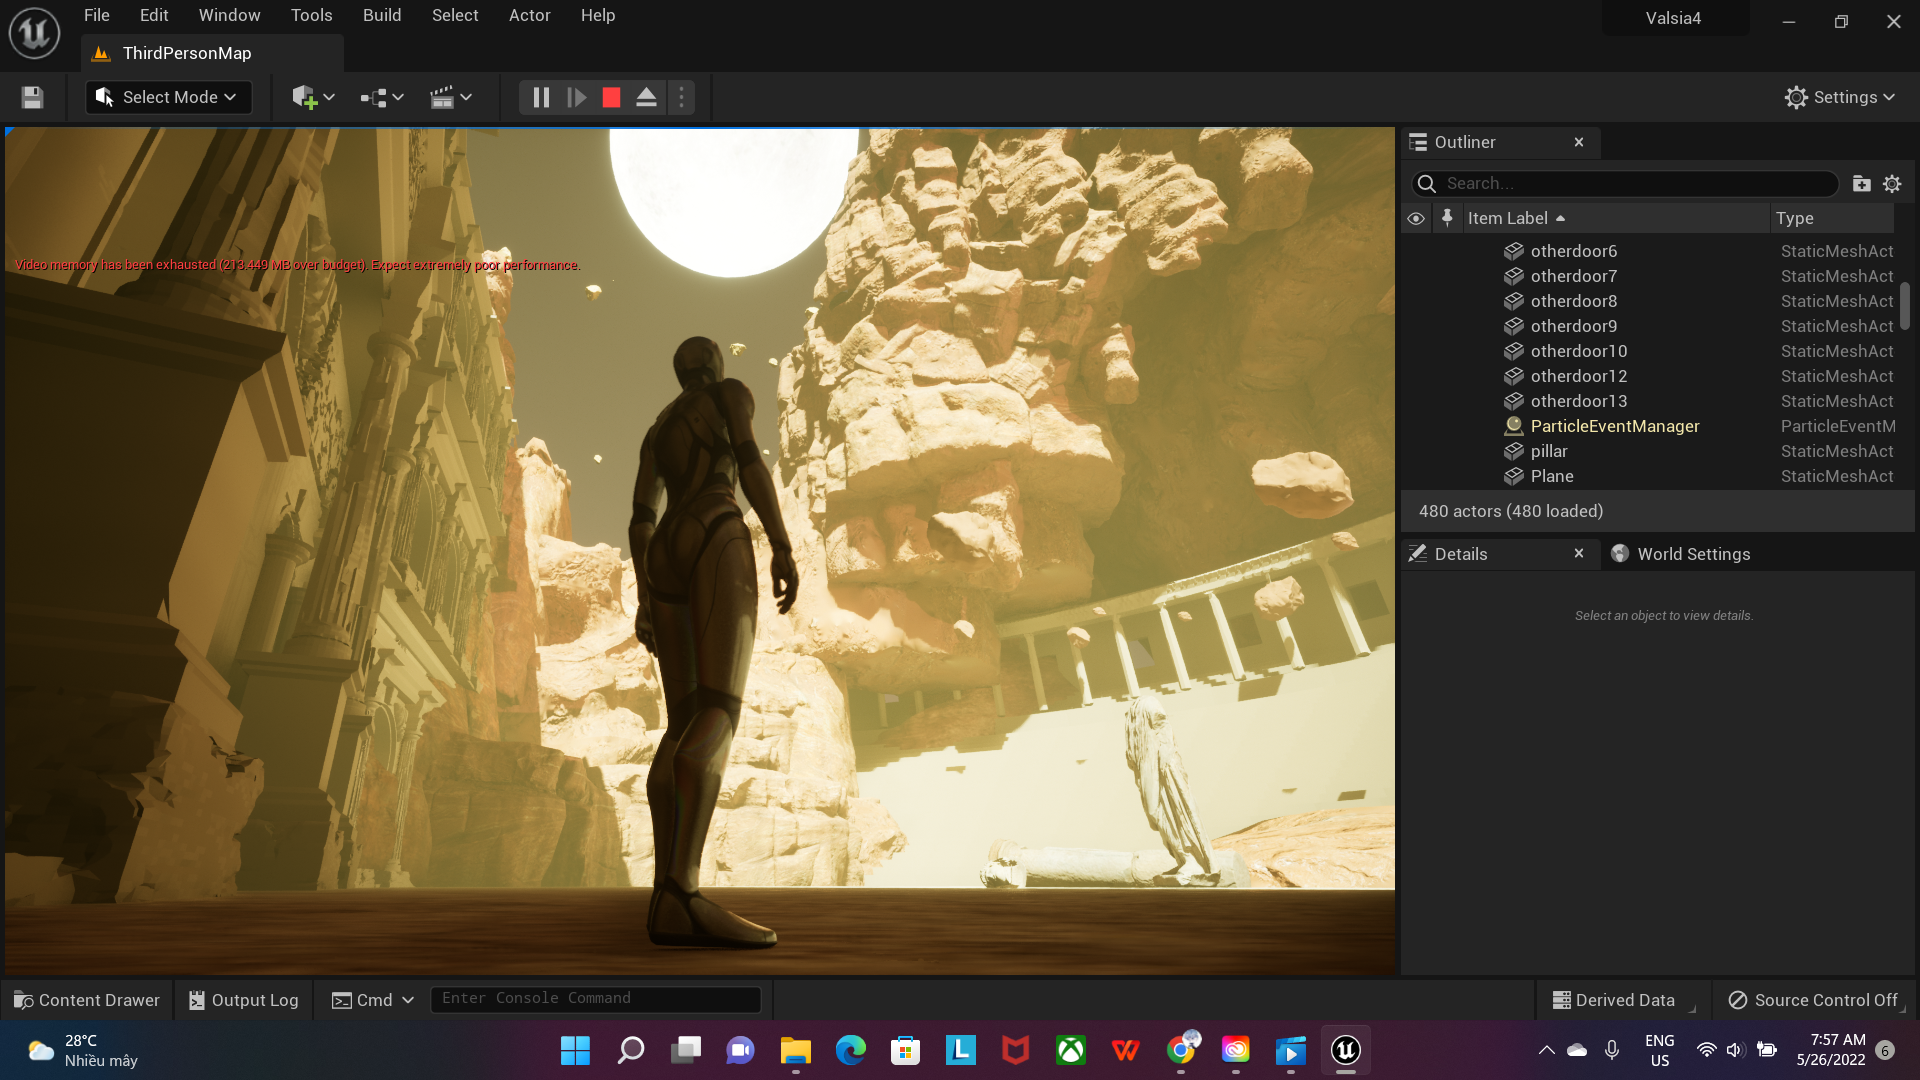 File Edit Window Tools Build Select Actor Help
Valsia4
ThirdPersonMap
Select Mode
Settings
Video memory has been exhausted (213.449 MB over budget). Expect extremely poor performance.
Outliner
Search...
Item Label Type
otherdoor6 StaticMeshAct
otherdoor7 StaticMeshAct
otherdoor8 StaticMeshAct
otherdoor9 StaticMeshAct
otherdoor10 StaticMeshAct
otherdoor12 StaticMeshAct
otherdoor13 StaticMeshAct
ParticleEventManager ParticleEventM
pillar StaticMeshAct
Plane StaticMeshAct
480 actors (480 loaded)
Details World Settings
Select an object to view details.
Content Drawer Output Log Cmd Enter Console Command Derived Data Source Control Off
28°C
Nhiều mây
ENG
US
7:57 AM
5/26/2022
6